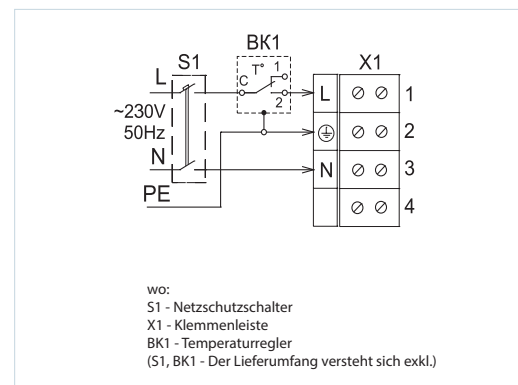 BK1
S1
X1
L
C
T°
1
2
L
1
~230V
50Hz
2
N
N
3
PE
4
wo:
S1 - Netzschutzschalter
X1 - Klemmenleiste
BK1 - Temperaturregler
(S1, BK1 - Der Lieferumfang versteht sich exkl.)